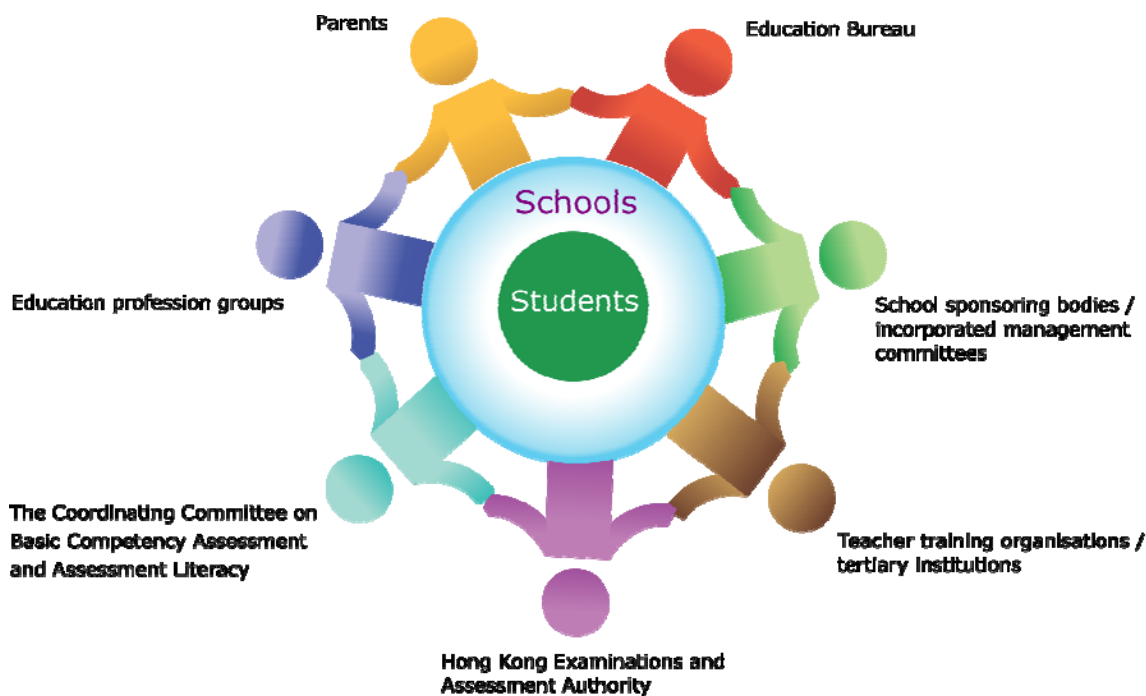 Parents
Education Bureau
Schools
Students
Education profession groups
School sponsoring bodies /
incorporated management
committees
The Coordinating Committee on
Basic Competency Assessment
and Assessment Literacy
Teacher training organisations /
tertiary institutions
Hong Kong Examinations and
Assessment Authority